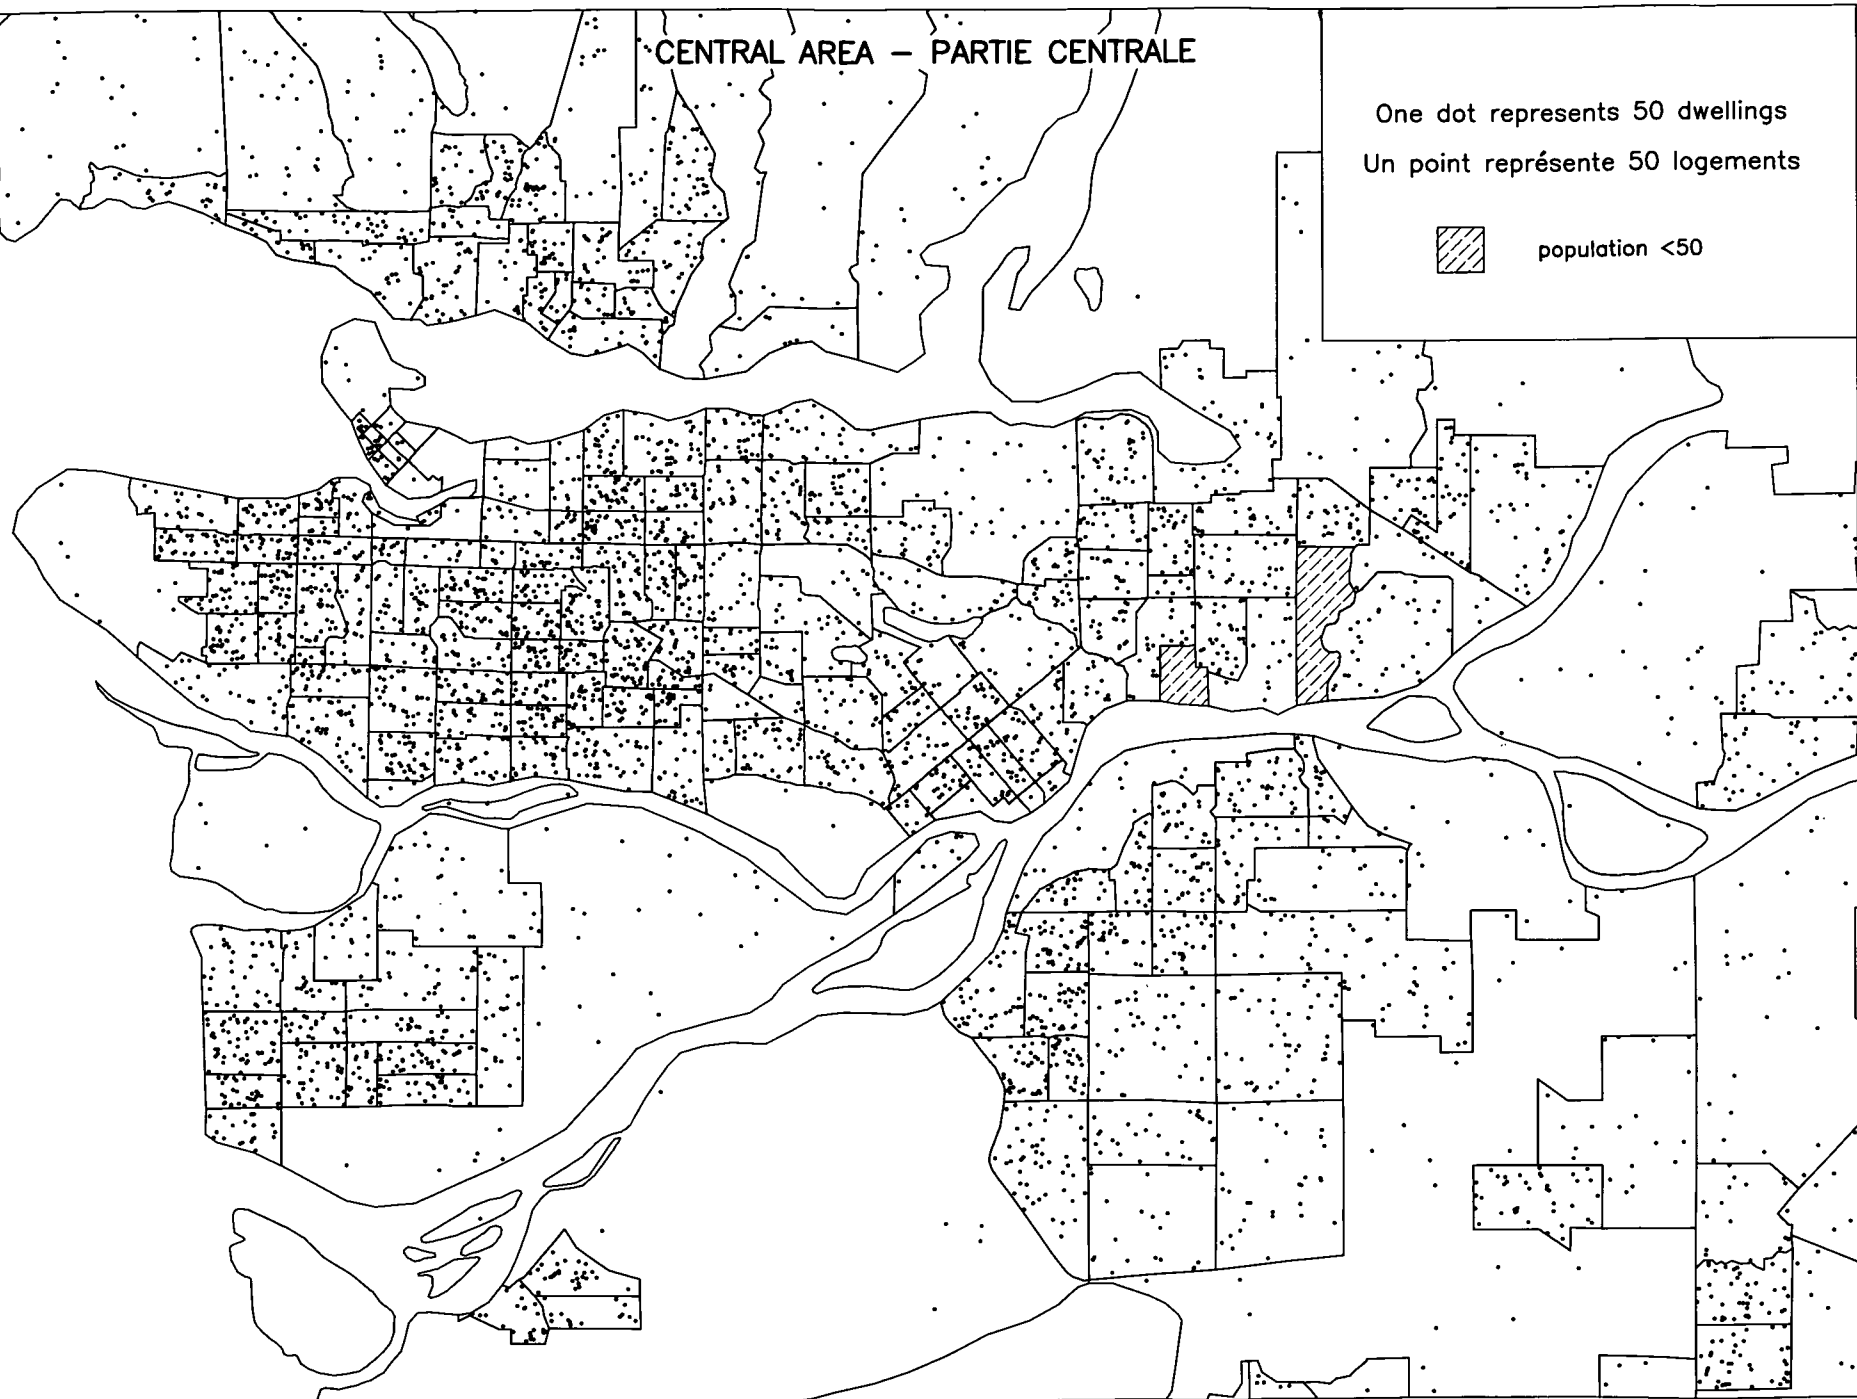 CENTRAL AREA – PARTIE CENTRALE
One dot represents 50 dwellings
Un point représente 50 logements
population <50